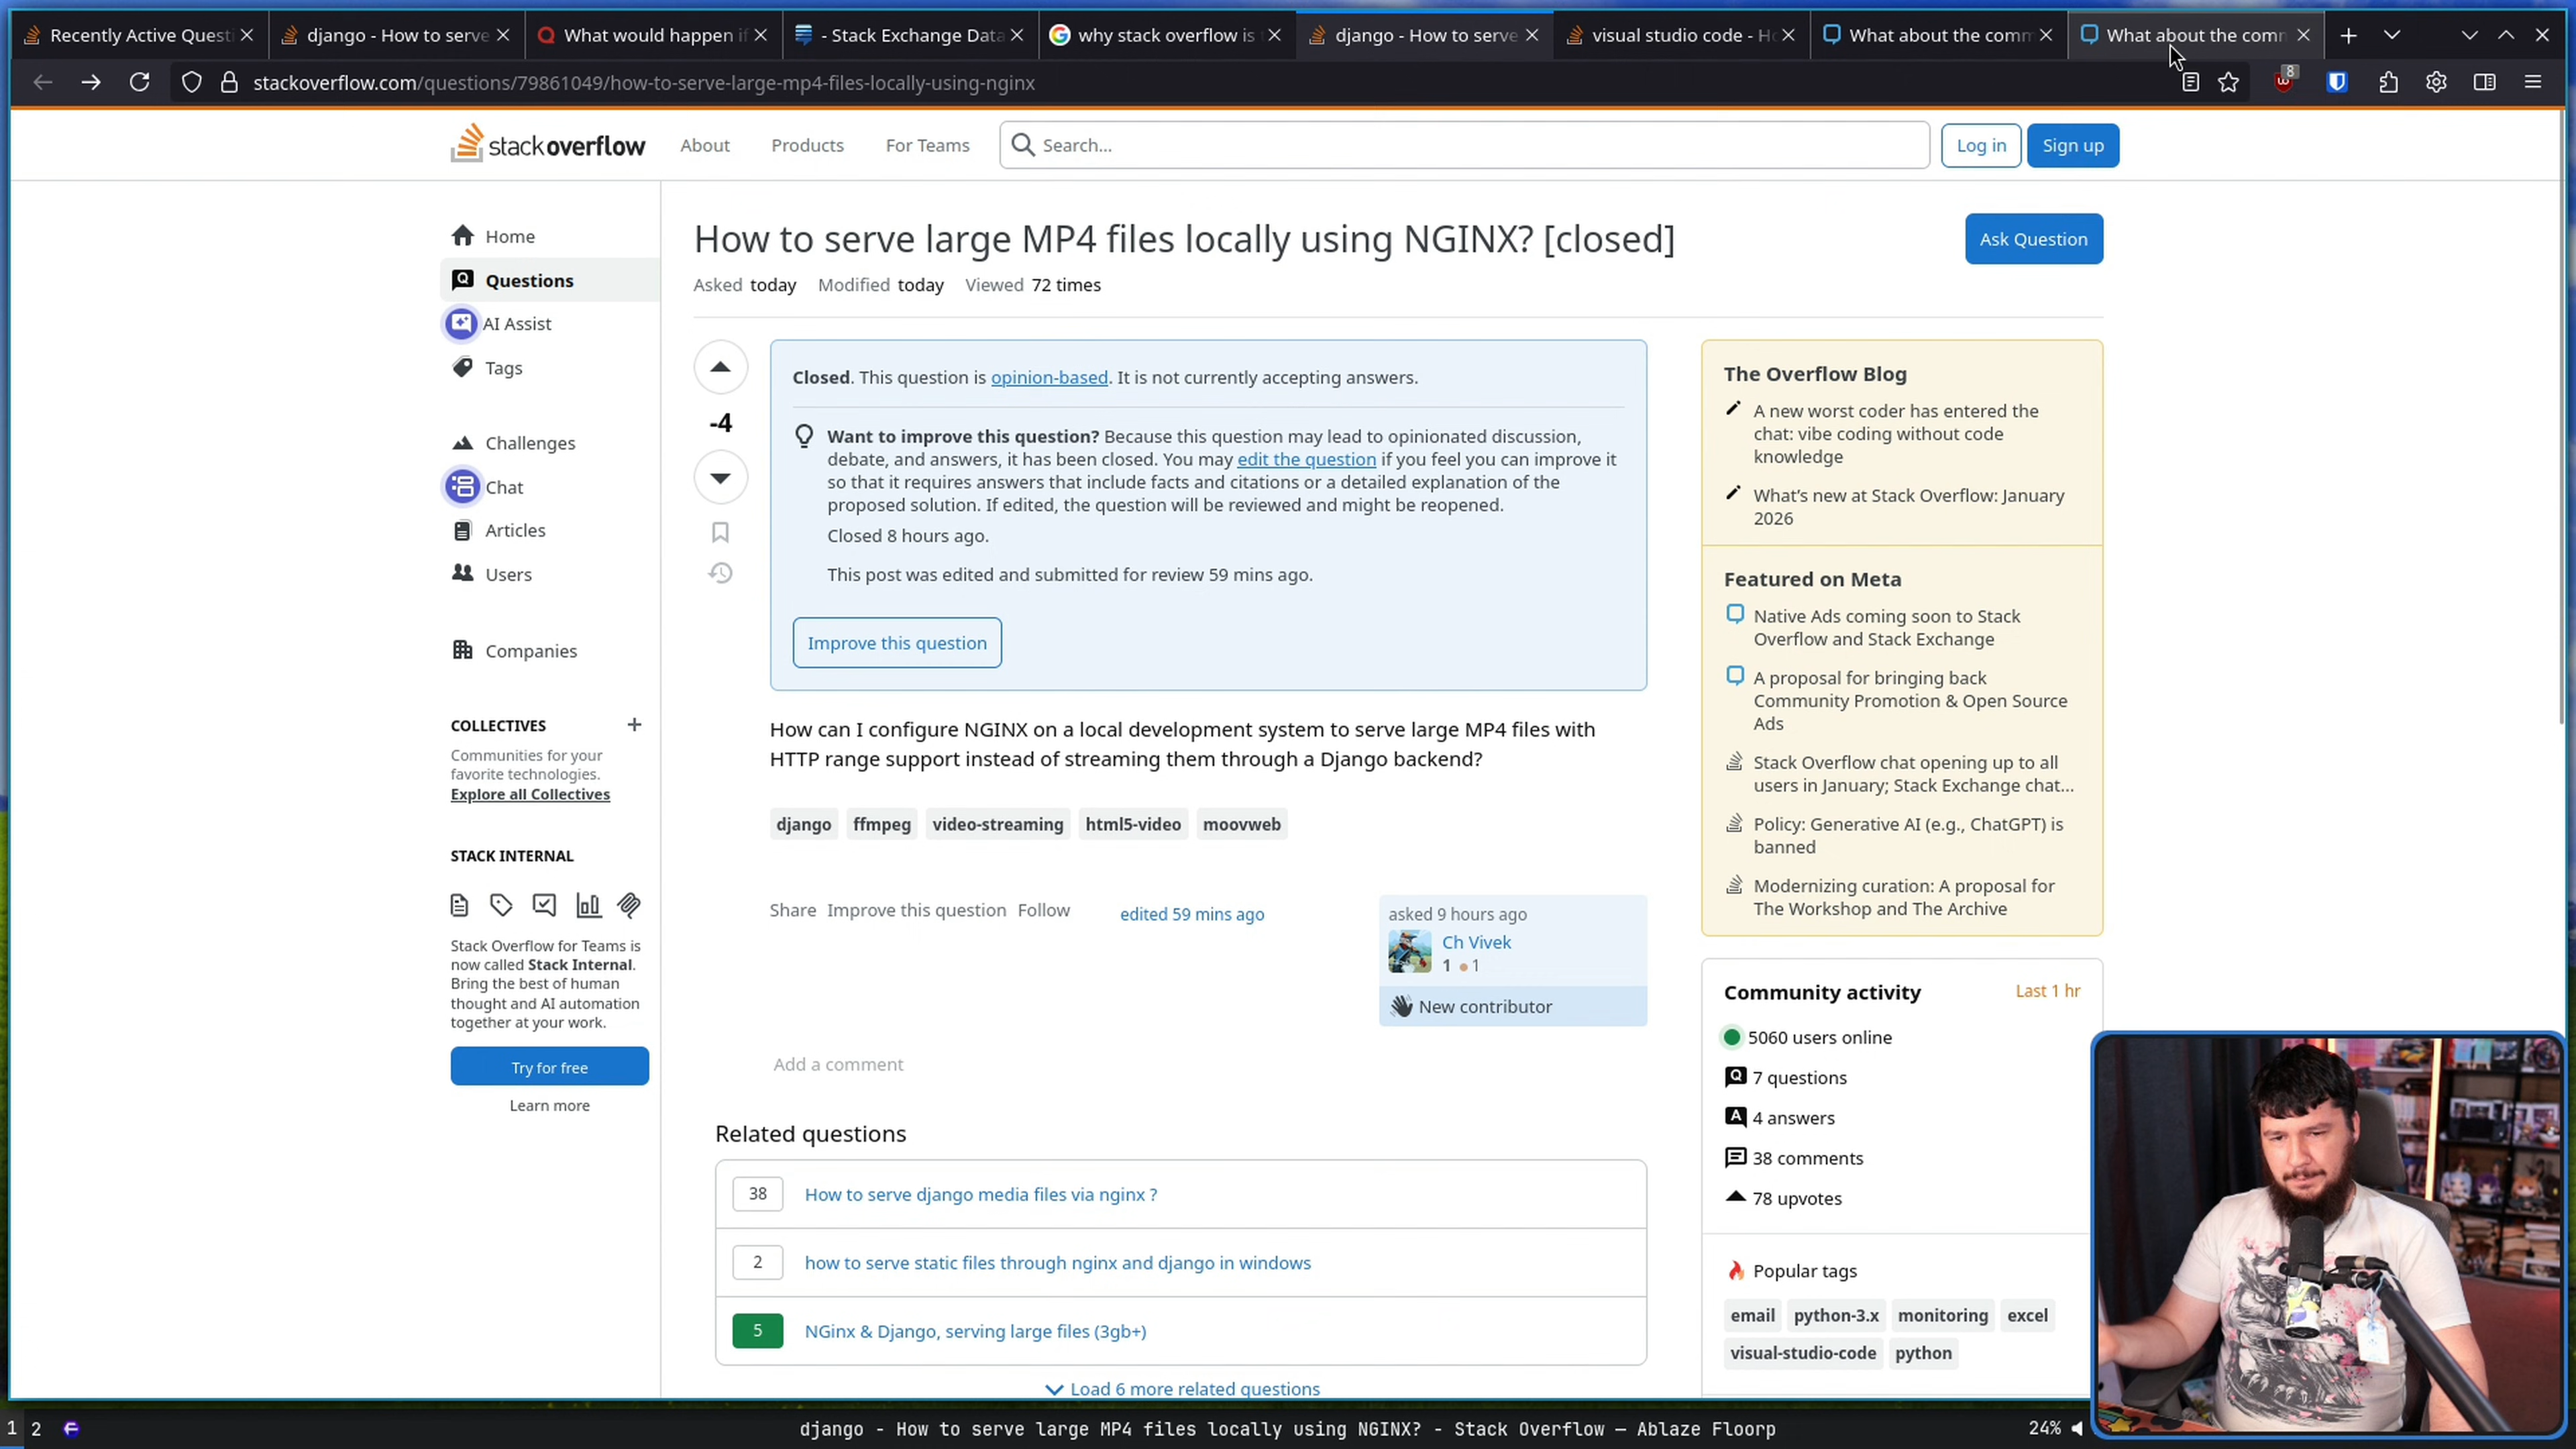 Recently Active Questi
django - How to serve
What would happen if
- Stack Exchange Data
why stack overflow is
django - How to serve
visual studio code - Ho
What about the comm
What about the comm
stackoverflow.com/questions/79861049/how-to-serve-large-mp4-files-locally-using-nginx
8
stackoverflow
About
Products
For Teams
Search...
Log in
Sign up
Home
Questions
AI Assist
Tags
Challenges
Chat
Articles
Users
Companies
COLLECTIVES
Communities for your
favorite technologies.
Explore all Collectives
STACK INTERNAL
Stack Overflow for Teams is
now called Stack Internal.
Bring the best of human
thought and AI automation
together at your work.
Try for free
Learn more
How to serve large MP4 files locally using NGINX? [closed]
Ask Question
Asked today Modified today Viewed 72 times
-4
Closed. This question is opinion-based. It is not currently accepting answers.
Want to improve this question? Because this question may lead to opinionated discussion,
debate, and answers, it has been closed. You may edit the question if you feel you can improve it
so that it requires answers that include facts and citations or a detailed explanation of the
proposed solution. If edited, the question will be reviewed and might be reopened.
Closed 8 hours ago.
This post was edited and submitted for review 59 mins ago.
Improve this question
How can I configure NGINX on a local development system to serve large MP4 files with
HTTP range support instead of streaming them through a Django backend?
django ffmpeg video-streaming html5-video moovweb
Share Improve this question Follow
edited 59 mins ago
asked 9 hours ago
Ch Vivek
1 ● 1
New contributor
Add a comment
Related questions
38 How to serve django media files via nginx ?
2 how to serve static files through nginx and django in windows
5 NGinx & Django, serving large files (3gb+)
Load 6 more related questions
The Overflow Blog
A new worst coder has entered the
chat: vibe coding without code
knowledge
What's new at Stack Overflow: January
2026
Featured on Meta
Native Ads coming soon to Stack
Overflow and Stack Exchange
A proposal for bringing back
Community Promotion & Open Source
Ads
Stack Overflow chat opening up to all
users in January; Stack Exchange chat...
Policy: Generative AI (e.g., ChatGPT) is
banned
Modernizing curation: A proposal for
The Workshop and The Archive
Community activity
Last 1 hr
5060 users online
7 questions
4 answers
38 comments
78 upvotes
Popular tags
email python-3.x monitoring excel
visual-studio-code python
1 2
django - How to serve large MP4 files locally using NGINX? - Stack Overflow — Ablaze Floorp
24%